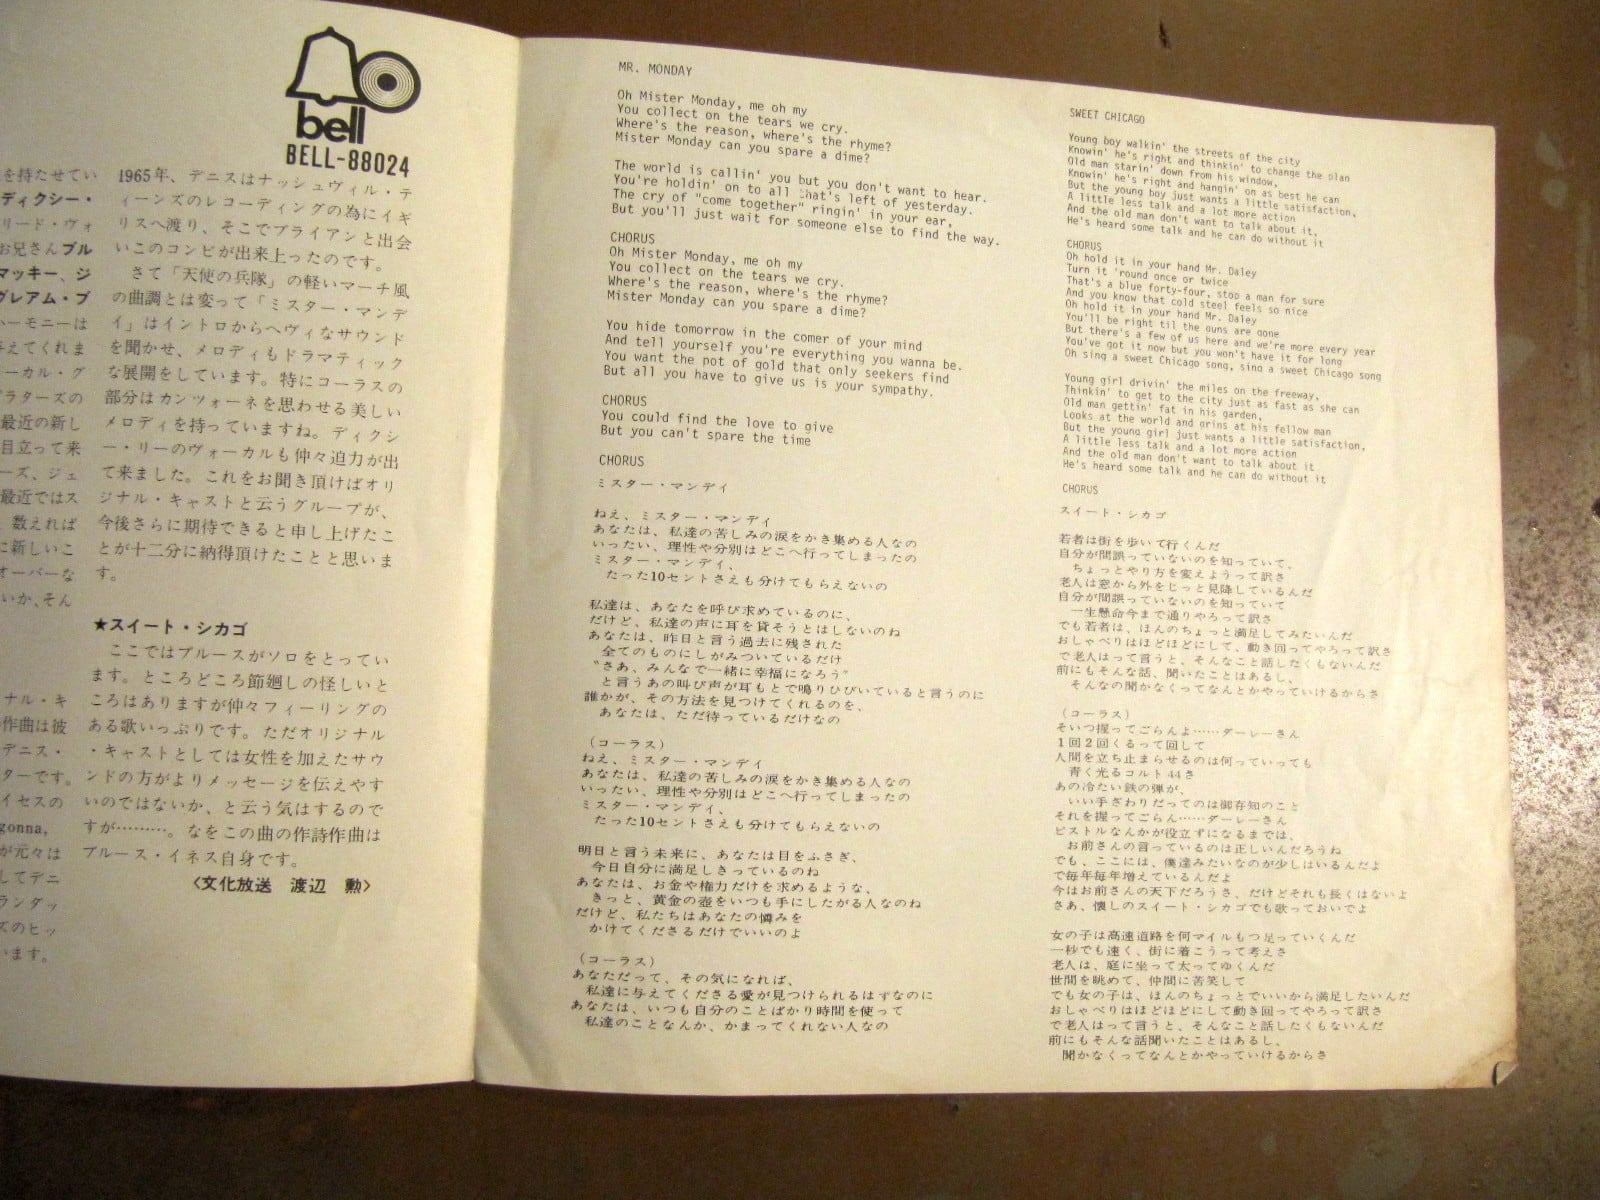 bell
BELL-88024
を持たせてい
ディクシー・
リード・ヴォ
お兄さんブル
マッキー、ジ
グレアム・ブ
ハーモニーは
与えてくれま
ーカル・グ
プラターズの
最近の新し
目立って来
ーズ、ジェ
最近ではス
、数えれば
に新しいこ
オーバーな
いか、そん
ナル・キ
作曲は彼
デニス・
ターです。
イセスの
gonna,
が元々は
してデニ
ランダッ
ズのヒッ
います。
1965年、デニスはナッシュヴィル・テ
ィーンズのレコーディングの為にイギ
リスへ渡り、そこでブライアンと出会
いこのコンビが出来上ったのです。
さて「天使の兵隊」の軽いマーチ風
の曲調とは変って「ミスター・マンデ
イ」はイントロからヘヴィなサウンド
を聞かせ、メロディもドラマティック
な展開をしています。特にコーラスの
部分はカンツォーネを思わせる美しい
メロディを持っていますね。ディクシ
ー・リーのヴォーカルも仲々迫力が出
て来ました。これをお聞き頂けばオリ
ジナル・キャストと云うグループが、
今後さらに期待できると申し上げたこ
とが十二分に納得頂けたことと思いま
す。
★スイート・シカゴ
ここではブルースがソロをとってい
ます。ところどころ節廻しの怪しいと
ころはありますが仲々フィーリングの
ある歌いっぷりです。ただオリジナル
・キャストとしては女性を加えたサウ
ンドの方がよりメッセージを伝えやす
いのではないか、と云う気はするので
すが………。なをこの曲の作詩作曲は
ブルース・イネス自身です。
〈文化放送 渡辺 勲〉
MR. MONDAY
Oh Mister Monday, me oh my
You collect on the tears we cry.
Where's the reason, where's the rhyme?
Mister Monday can you spare a dime?
The world is callin' you but you don't want to hear.
You're holdin' on to all that's left of yesterday.
The cry of "come together" ringin' in your ear,
But you'll just wait for someone else to find the way.
CHORUS
Oh Mister Monday, me oh my
You collect on the tears we cry.
Where's the reason, where's the rhyme?
Mister Monday can you spare a dime?
You hide tomorrow in the comer of your mind
And tell yourself you're everything you wanna be.
You want the pot of gold that only seekers find
But all you have to give us is your sympathy.
CHORUS
You could find the love to give
But you can't spare the time
CHORUS
ミスター・マンディ
ねえ、ミスター・マンディ
あなたは、私達の苦しみの涙をかき集める人なの
いったい、理性や分別はどこへ行ってしまったの
ミスター・マンディ、
たった10セントさえも分けてもらえないの
私達は、あなたを呼び求めているのに、
だけど、私達の声に耳を貸そうとはしないのね
あなたは、昨日と言う過去に残された
全てのものにしがみついているだけ
"さあ、みんなで一緒に幸福になろう"
と言うあの叫び声が耳もとで鳴りひびいていると言うのに
誰かが、その方法を見つけてくれるのを、
あなたは、ただ待っているだけなの
(コーラス)
ねえ、ミスター・マンディ
あなたは、私達の苦しみの涙をかき集める人なの
いったい、理性や分別はどこへ行ってしまったの
ミスター・マンディ、
たった10セントさえも分けてもらえないの
明日と言う未来に、あなたは目をふさぎ、
今日自分に満足しきっているのね
あなたは、お金や権力だけを求めるような、
きっと、黄金の壺をいつも手にしたがる人なのね
だけど、私たちはあなたの憐みを
かけてくださるだけでいいのよ
(コーラス)
あなただって、その気になれば、
私達に与えてくださる愛が見つけられるはずなのに
あなたは、いつも自分のことばかり時間を使って
私達のことなんか、かまってくれない人なの
SWEET CHICAGO
Young boy walkin' the streets of the city
Knowin' he's right and thinkin' to change the plan
Old man starin' down from his window,
Knowin' he's right and hangin' on as best he can
But the young boy just wants a little satisfaction,
A little less talk and a lot more action
And the old man don't want to talk about it,
He's heard some talk and he can do without it
CHORUS
Oh hold it in your hand Mr. Daley
Turn it 'round once or twice
That's a blue forty-four, stop a man for sure
And you know that cold steel feels so nice
Oh hold it in your hand Mr. Daley
You'll be right til the guns are gone
But there's a few of us here and we're more every year
You've got it now but you won't have it for long
Oh sing a sweet Chicago song, sing a sweet Chicago song
Young girl drivin' the miles on the freeway,
Thinkin' to get to the city just as fast as she can
Old man gettin' fat in his garden,
Looks at the world and grins at his fellow man
But the young girl just wants a little satisfaction,
A little less talk and a lot more action
And the old man don't want to talk about it
He's heard some talk and he can do without it
CHORUS
スイート・シカゴ
若者は街を歩いて行くんだ
自分が間誤っていないのを知っていて、
ちょっとやり方を変えようって訳さ
老人は窓から外をじっと見降しているんだ
自分が間誤っていないのを知っていて
一生懸命今まで通りやろって訳さ
でも若者は、ほんのちょっと満足してみたいんだ
おしゃべりはほどほどにして、動き回ってやろって訳さ
で老人はって言うと、そんなこと話したくもないんだ
前にもそんな話、聞いたことはあるし、
そんなの聞かなくってなんとかやっていけるからさ
(コーラス)
そいつ握ってごらんよ……ダーレーさん
1回2回くるって回して
人間を立ち止まらせるのは何っていっても
青く光るコルト44さ
あの冷たい鉄の弾が、
いい手ざわりだってのは御存知のこと
それを握ってごらん……ダーレーさん
ピストルなんかが役立ずになるまでは、
お前さんの言っているのは正しいんだろうね
でも、ここには、僕達みたいなのが少しはいるんだよ
で毎年毎年増えているんだよ
今はお前さんの天下だろうさ、だけどそれも長くはないよ
さあ、懐しのスイート・シカゴでも歌っておいでよ
女の子は高速道路を何マイルもつ走っていくんだ
一秒でも速く、街に着こうって考えさ
老人は、庭に坐って太ってゆくんだ
世間を眺めて、仲間に苦笑して
でも女の子は、ほんのちょっとでいいから満足したいんだ
おしゃべりはほどほどにして動き回ってやろって訳さ
で老人はって言うと、そんなこと話したくもないんだ
前にもそんな話聞いたことはあるし、
聞かなくってなんとかやっていけるからさ